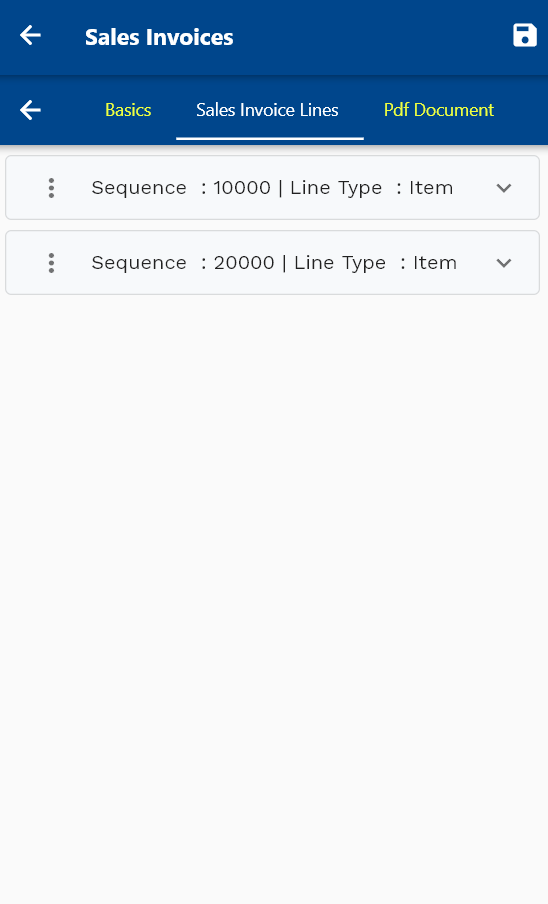 Sales Invoices
Basics Sales Invoice Lines Pdf Document
Sequence : 10000 | Line Type : Item
Sequence : 20000 | Line Type : Item